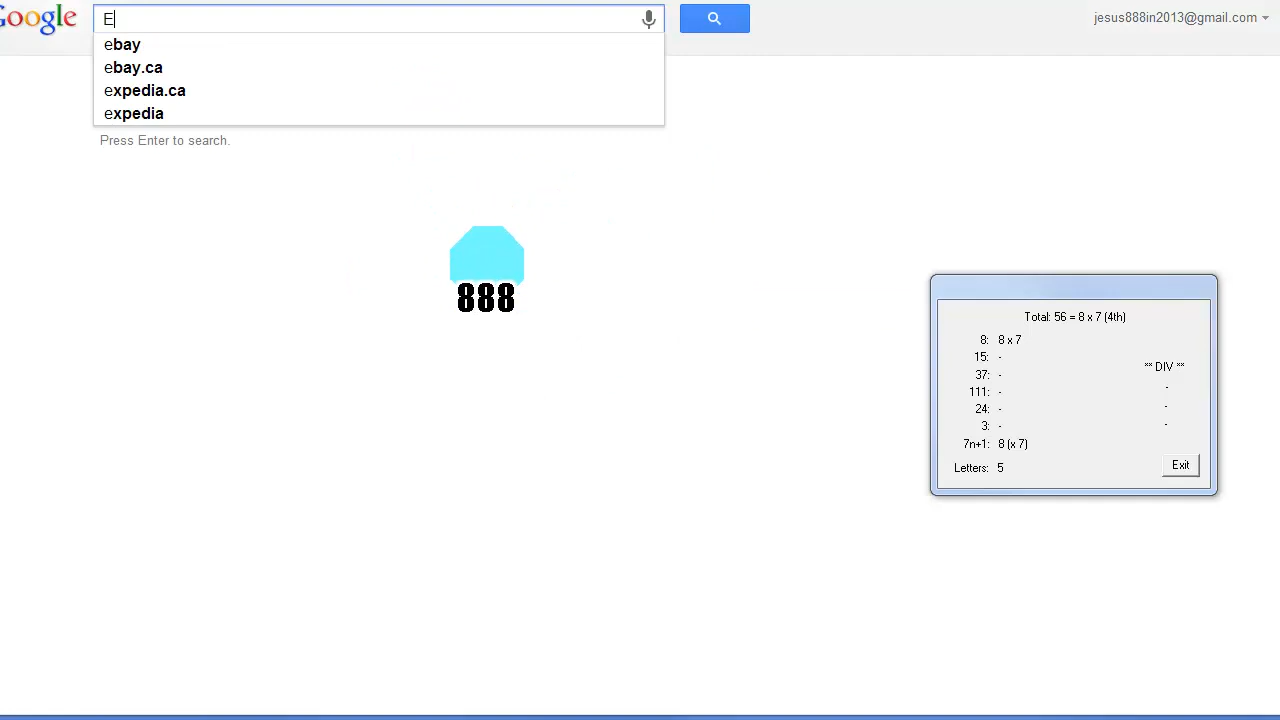 Google
E
jesus888in2013@gmail.com
ebay
ebay.ca
expedia.ca
expedia
Press Enter to search.
888
Total: 56 = 8 x 7 (4th)
8: 8 x 7
15: -
** DIV **
37: -
-
111: -
-
24: -
-
3: -
7n+1: 8 (x 7)
Letters: 5
Exit